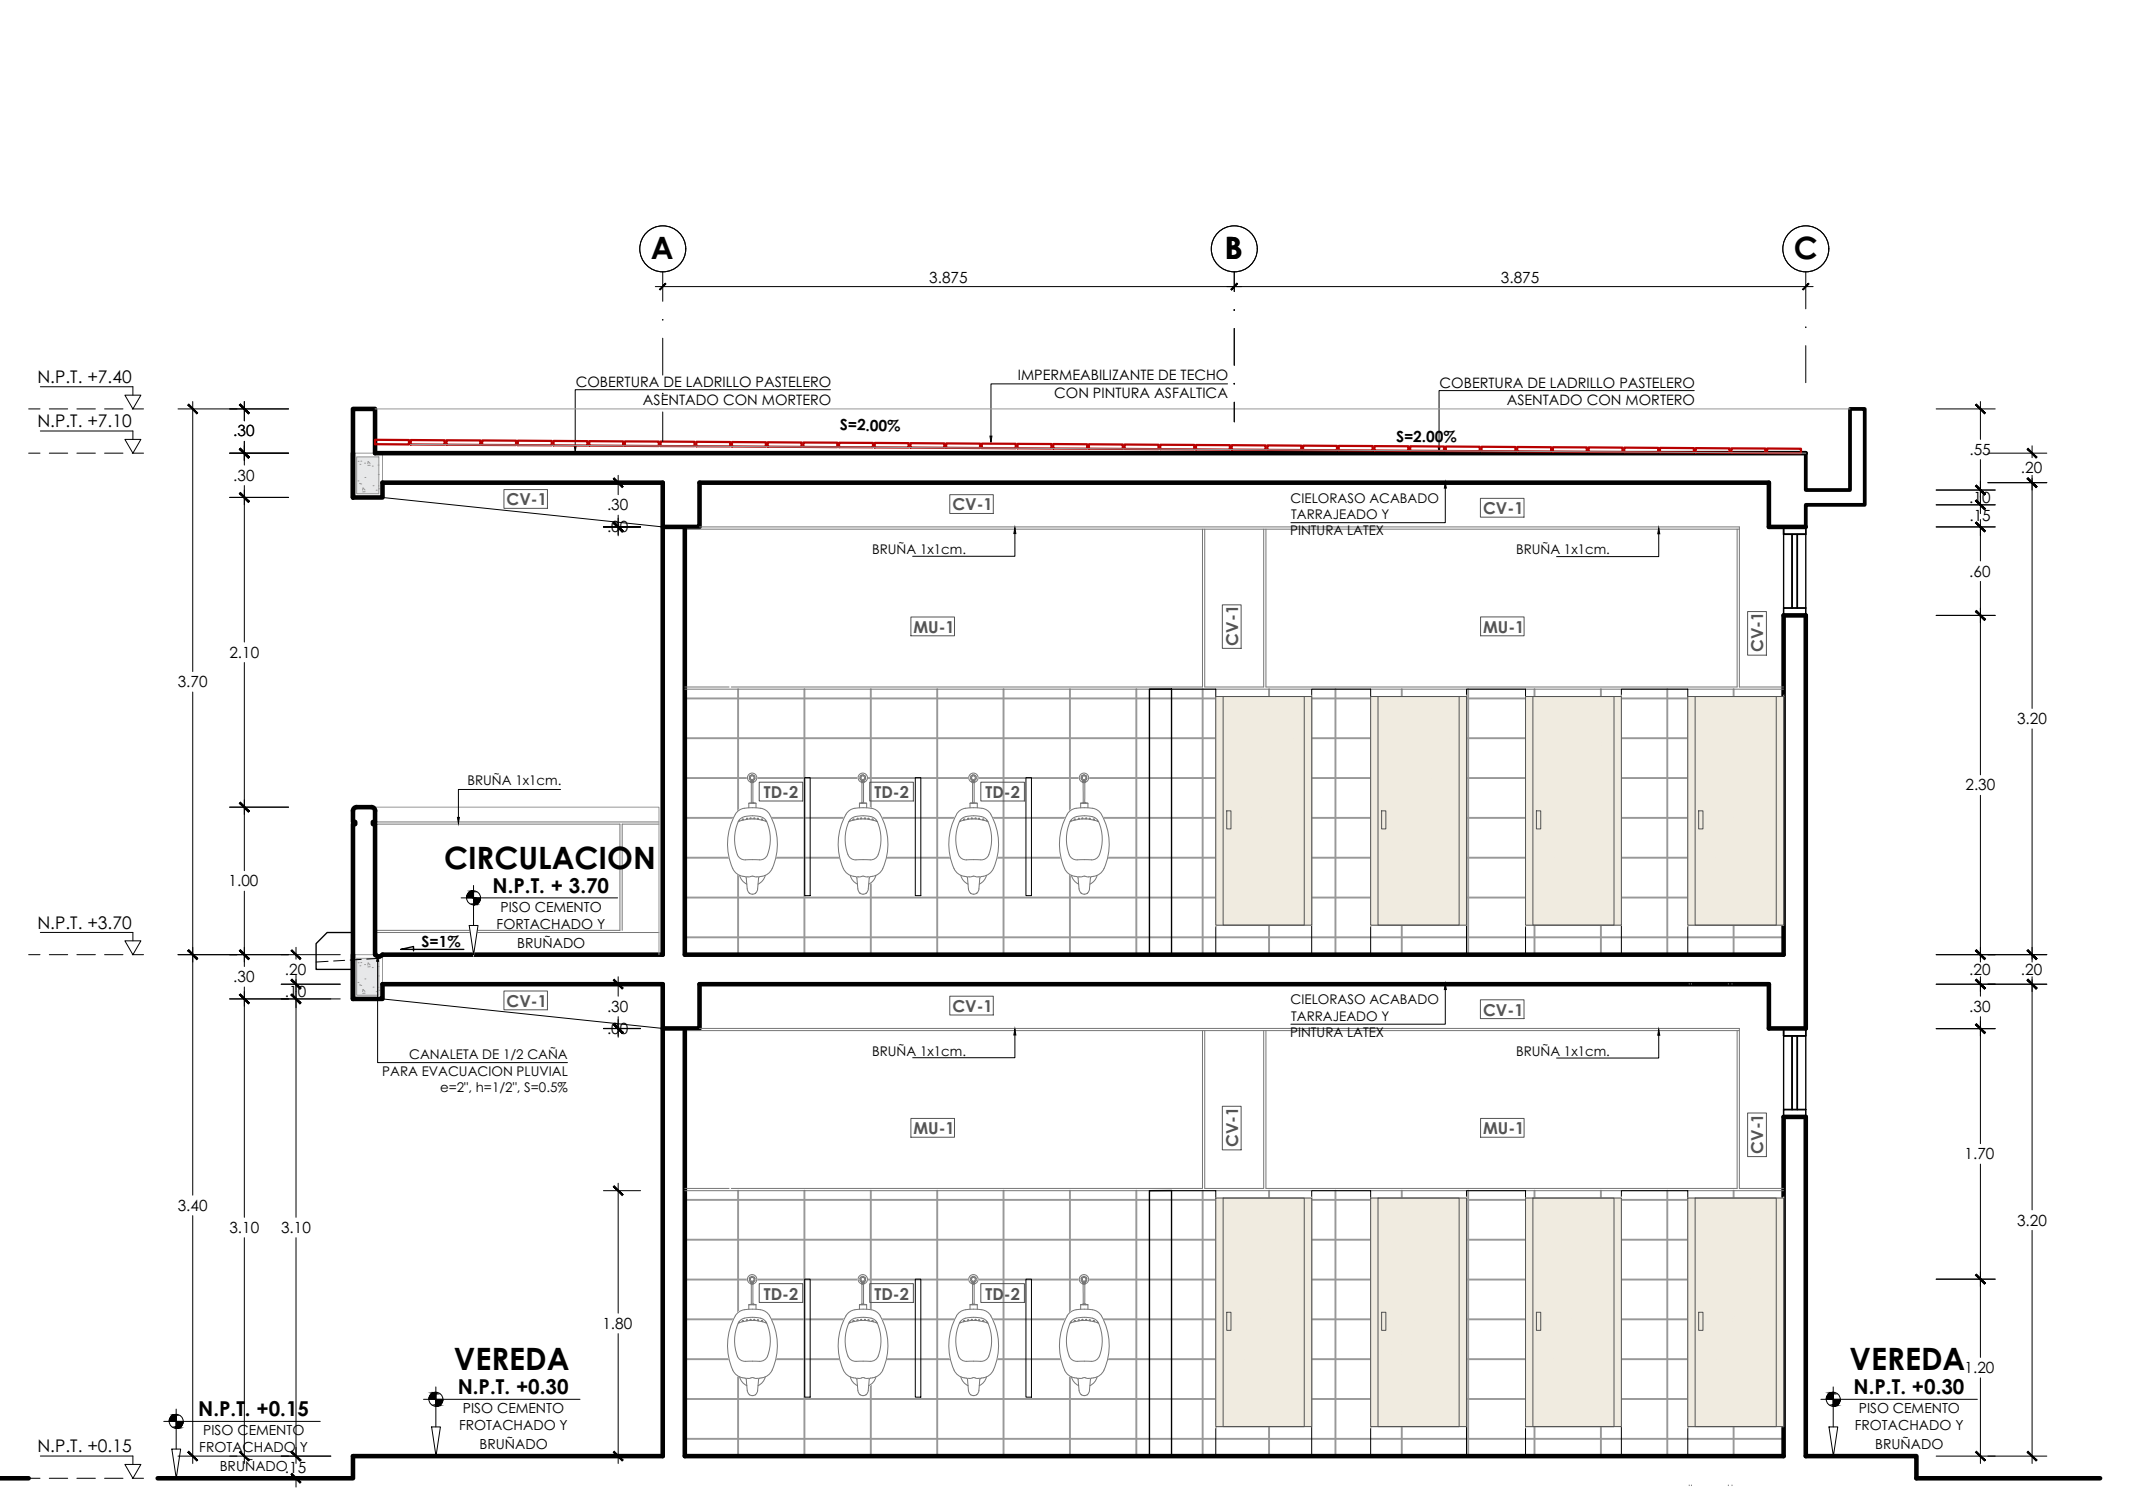 A
B
C
3.875
3.875
N.P.T. +7.40
N.P.T. +7.10
COBERTURA DE LADRILLO PASTELERO
ASENTADO CON MORTERO
IMPERMEABILIZANTE DE TECHO
CON PINTURA ASFALTICA
COBERTURA DE LADRILLO PASTELERO
ASENTADO CON MORTERO
S=2.00%
S=2.00%
.30
.30
2.10
3.70
1.00
.55
.20
.10
.15
.60
3.20
2.30
CV-1
.30
CV-1
CIELORASO ACABADO
TARRAJEADO Y
PINTURA LATEX
CV-1
BRUÑA 1x1cm.
BRUÑA 1x1cm.
MU-1
CV-1
MU-1
CV-1
TD-2
TD-2
TD-2
BRUÑA 1x1cm.
CIRCULACION
N.P.T. + 3.70
PISO CEMENTO
FORTACHADO Y
BRUÑADO
S=1%
N.P.T. +3.70
.30
.20
.10
.20
.20
.30
CV-1
.30
CV-1
CIELORASO ACABADO
TARRAJEADO Y
PINTURA LATEX
CV-1
BRUÑA 1x1cm.
BRUÑA 1x1cm.
CANALETA DE 1/2 CAÑA
PARA EVACUACION PLUVIAL
e=2", h=1/2", S=0.5%
MU-1
CV-1
MU-1
CV-1
1.70
3.40
3.10
3.10
3.20
TD-2
TD-2
TD-2
1.80
VEREDA
N.P.T. +0.30
PISO CEMENTO
FROTACHADO Y
BRUÑADO
VEREDA
1.20
N.P.T. +0.30
PISO CEMENTO
FROTACHADO Y
BRUÑADO
N.P.T. +0.15
PISO CEMENTO
FROTACHADO Y
BRUÑADO
.15
N.P.T. +0.15